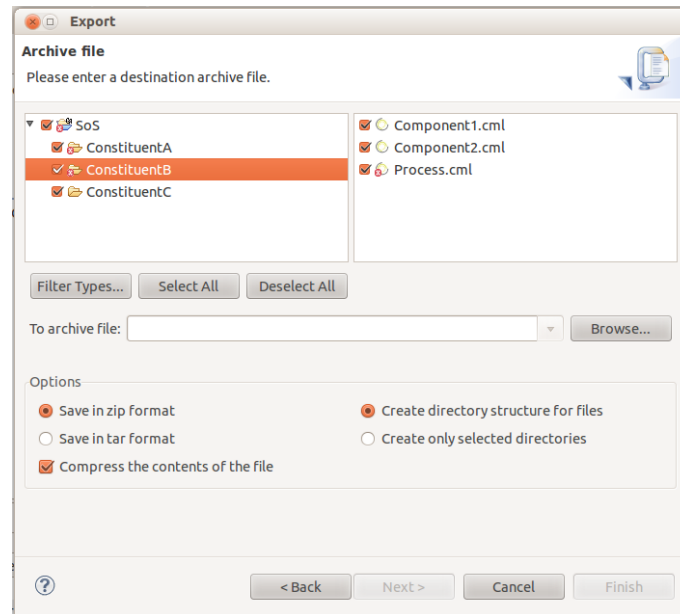 Export
Archive file
Please enter a destination archive file.
SoS
ConstituentA
ConstituentB
ConstituentC
Component1.cml
Component2.cml
Process.cml
Filter Types...
Select All
Deselect All
To archive file:
Browse...
Options
Save in zip format
Create directory structure for files
Save in tar format
Create only selected directories
Compress the contents of the file
?
< Back
Next >
Cancel
Finish